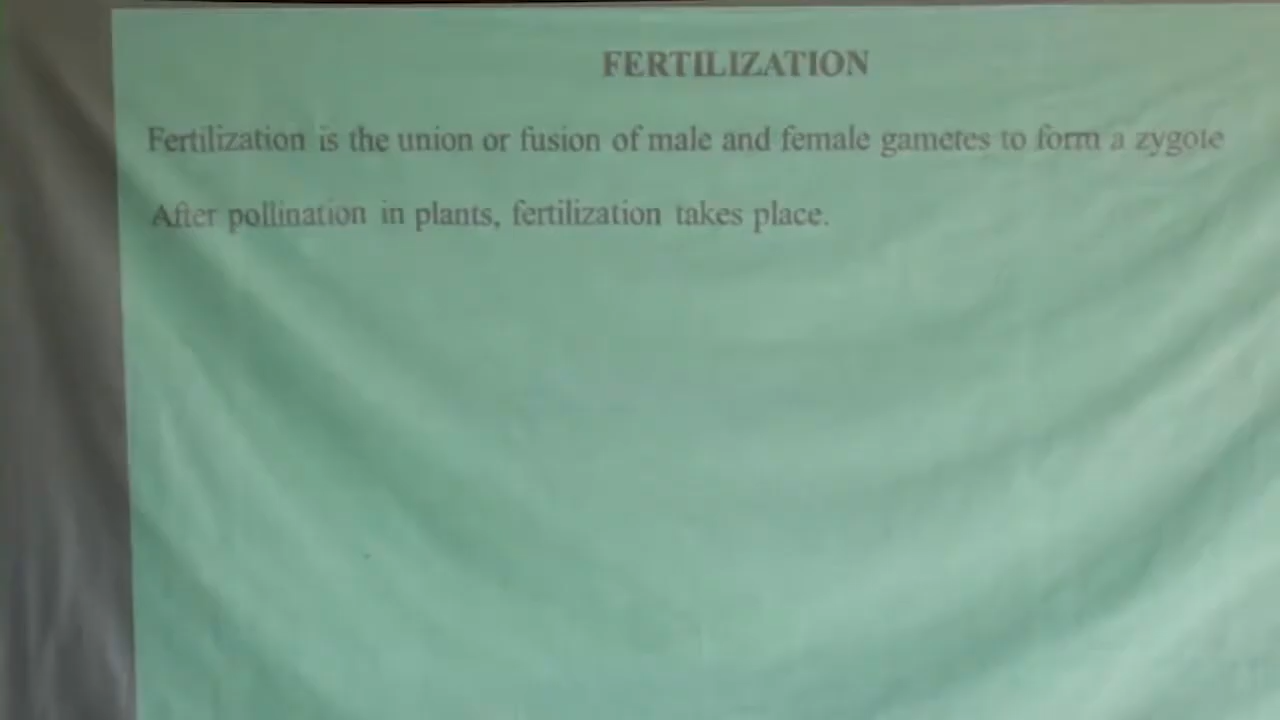 FERTILIZATION
Fertilization is the union or fusion of male and female gametes to form a zygote
After pollination in plants, fertilization takes place.